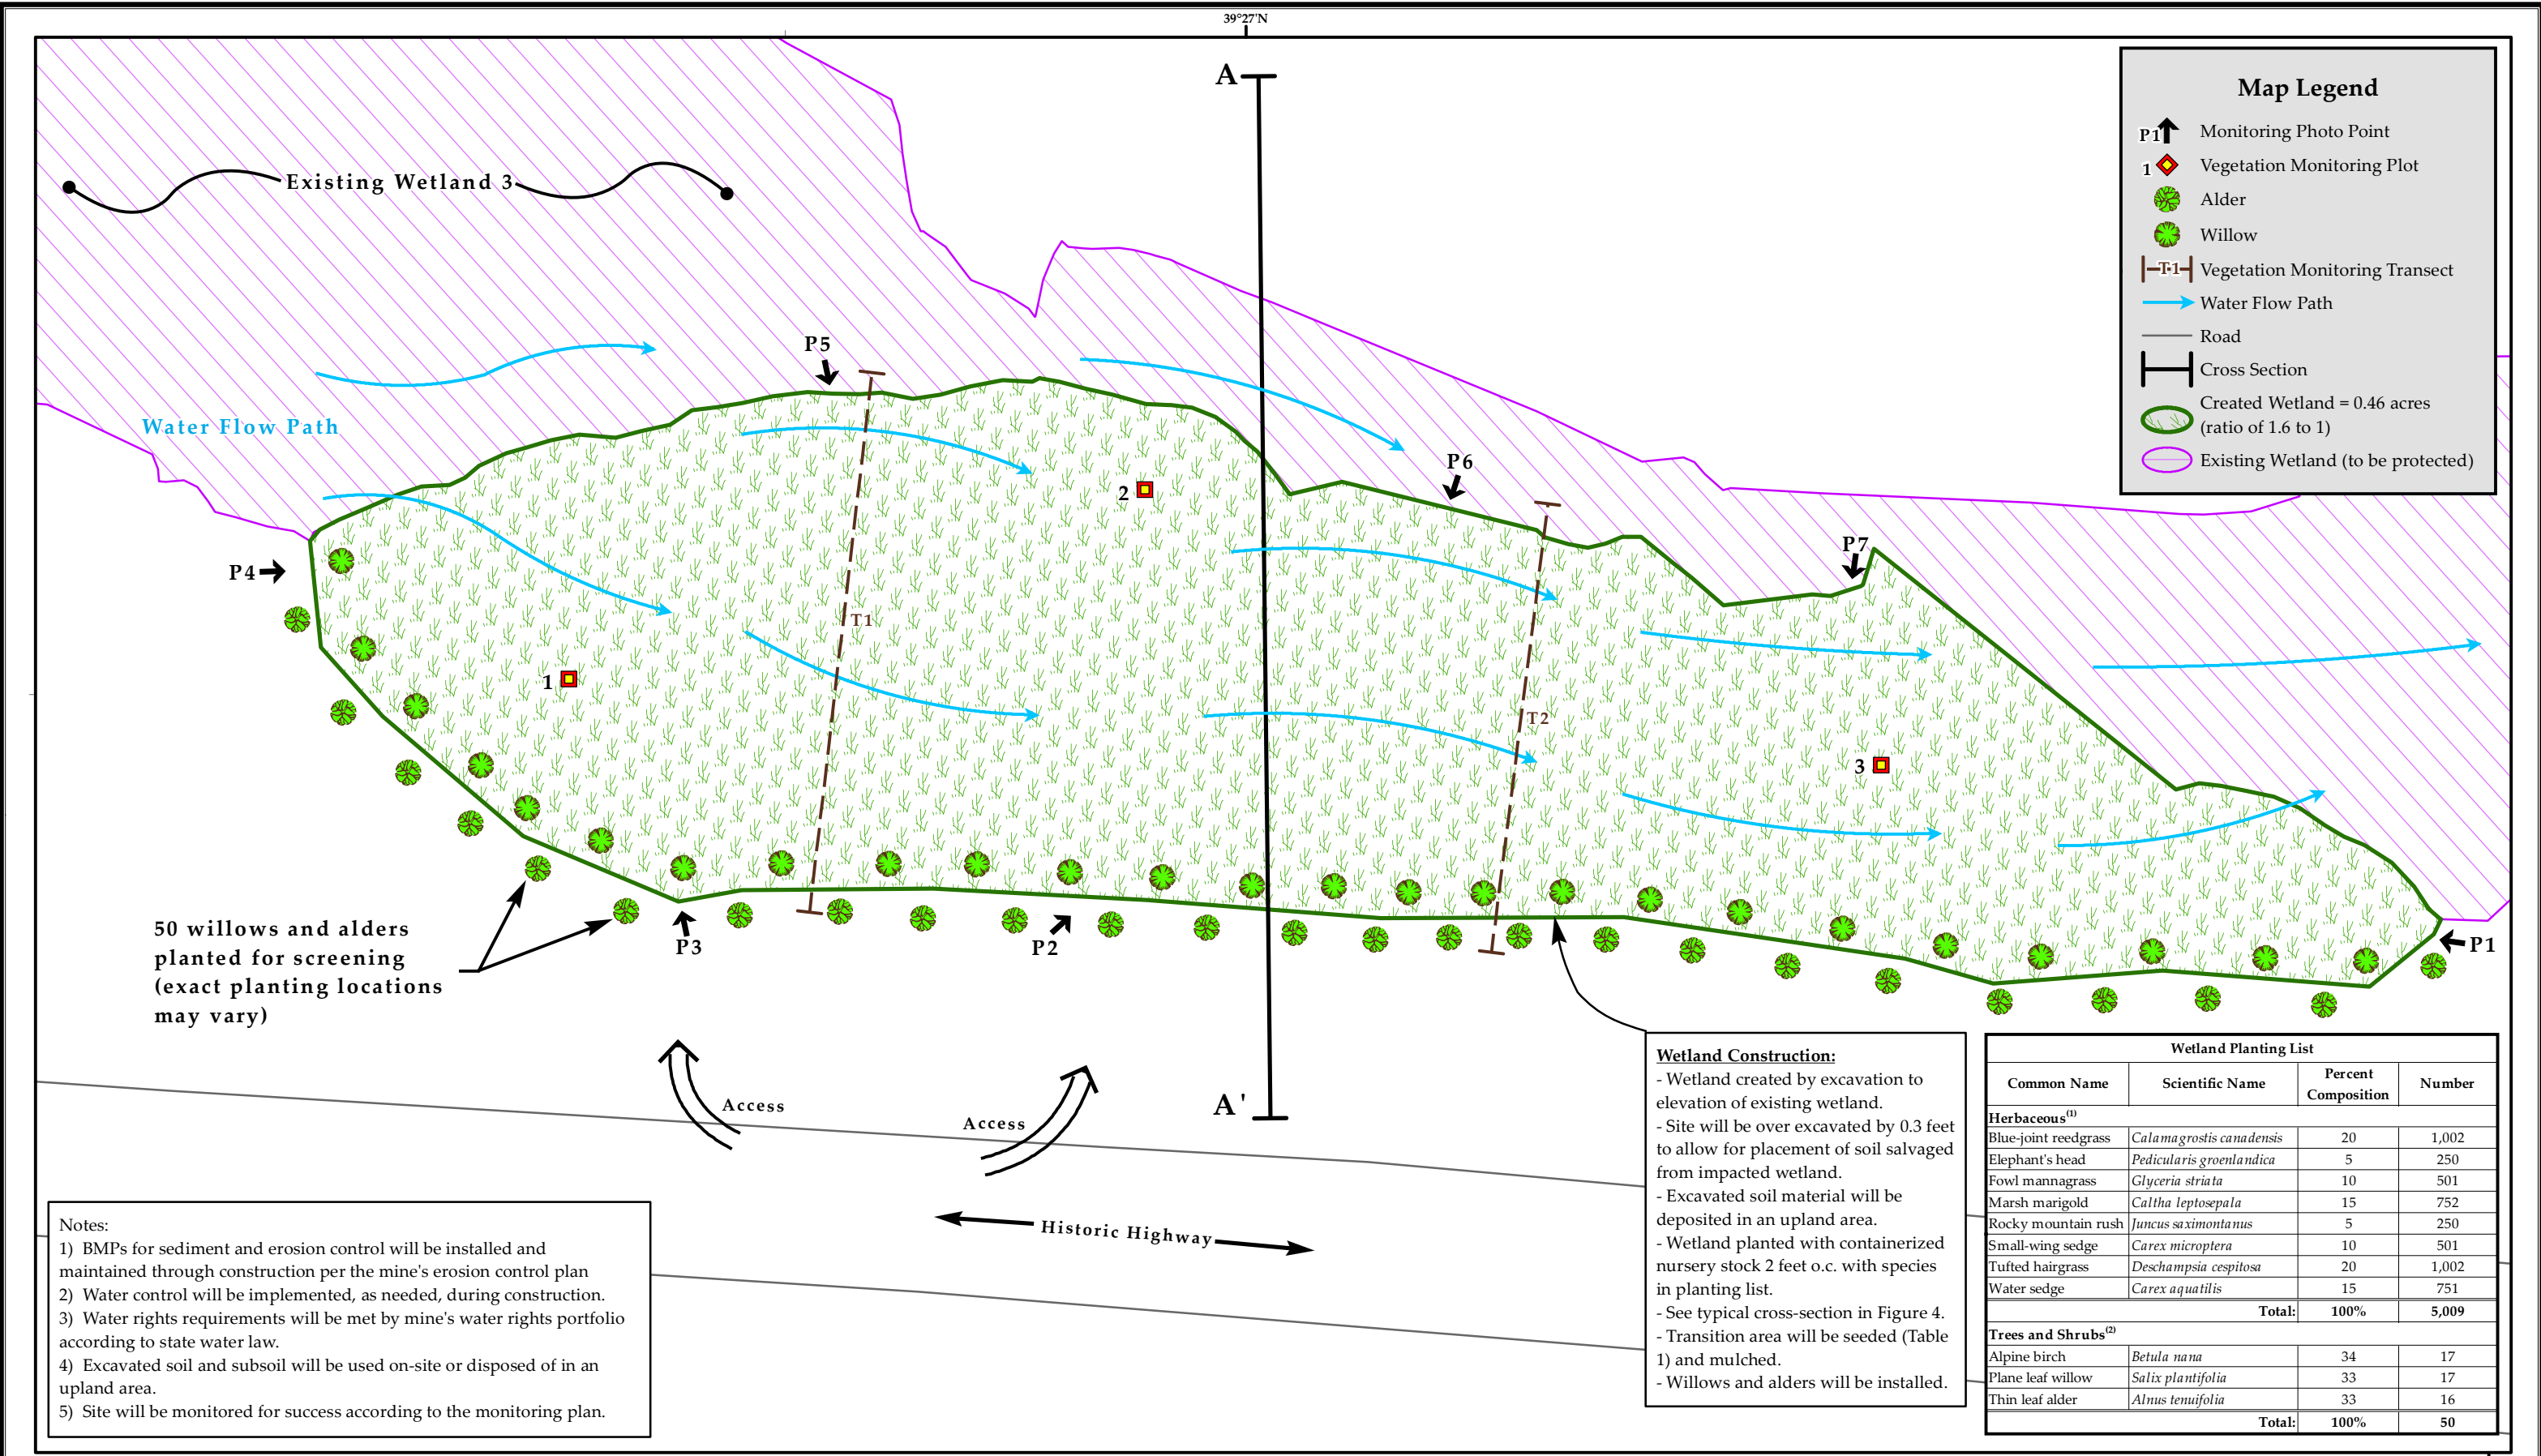 39°27'N
A
Map Legend
P1 Monitoring Photo Point
1 Vegetation Monitoring Plot
Alder
Willow
T1 Vegetation Monitoring Transect
Water Flow Path
Road
Cross Section
Created Wetland = 0.46 acres
(ratio of 1.6 to 1)
Existing Wetland (to be protected)
Existing Wetland 3
P5
Water Flow Path
P6
2
P7
P4
T1
1
T2
3
50 willows and alders
planted for screening
(exact planting locations
may vary)
P3
P2
P1
Access
Access
A'
Historic Highway
Notes:
1) BMPs for sediment and erosion control will be installed and
maintained through construction per the mine's erosion control plan
2) Water control will be implemented, as needed, during construction.
3) Water rights requirements will be met by mine's water rights portfolio
according to state water law.
4) Excavated soil and subsoil will be used on-site or disposed of in an
upland area.
5) Site will be monitored for success according to the monitoring plan.
Wetland Construction:
- Wetland created by excavation to
elevation of existing wetland.
- Site will be over excavated by 0.3 feet
to allow for placement of soil salvaged
from impacted wetland.
- Excavated soil material will be
deposited in an upland area.
- Wetland planted with containerized
nursery stock 2 feet o.c. with species
in planting list.
- See typical cross-section in Figure 4.
- Transition area will be seeded (Table
1) and mulched.
- Willows and alders will be installed.
Wetland Planting List
Common Name Scientific Name Percent Composition Number
Herbaceous(1)
Blue-joint reedgrass Calamagrostis canadensis 20 1,002
Elephant's head Pedicularis groenlandica 5 250
Fowl mannagrass Glyceria striata 10 501
Marsh marigold Caltha leptosepala 15 752
Rocky mountain rush Juncus saximontanus 5 250
Small-wing sedge Carex microptera 10 501
Tufted hairgrass Deschampsia cespitosa 20 1,002
Water sedge Carex aquatilis 15 751
Total: 100% 5,009
Trees and Shrubs(2)
Alpine birch Betula nana 34 17
Plane leaf willow Salix plantifolia 33 17
Thin leaf alder Alnus tenuifolia 33 16
Total: 100% 50